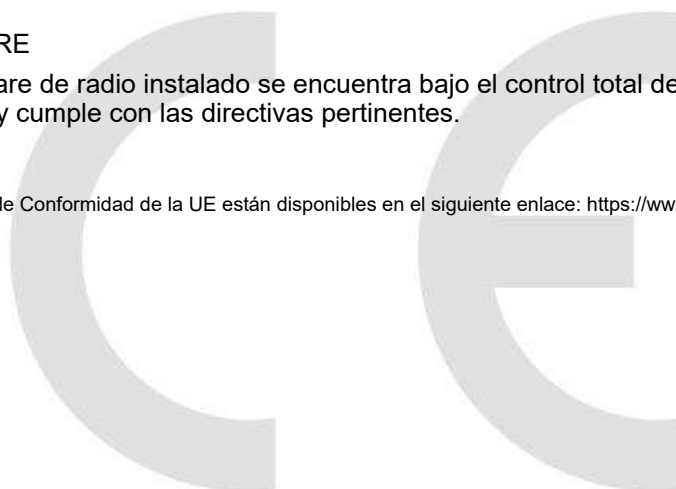 RE
are de radio instalado se encuentra bajo el control total de
y cumple con las directivas pertinentes.
de Conformidad de la UE están disponibles en el siguiente enlace: https://ww